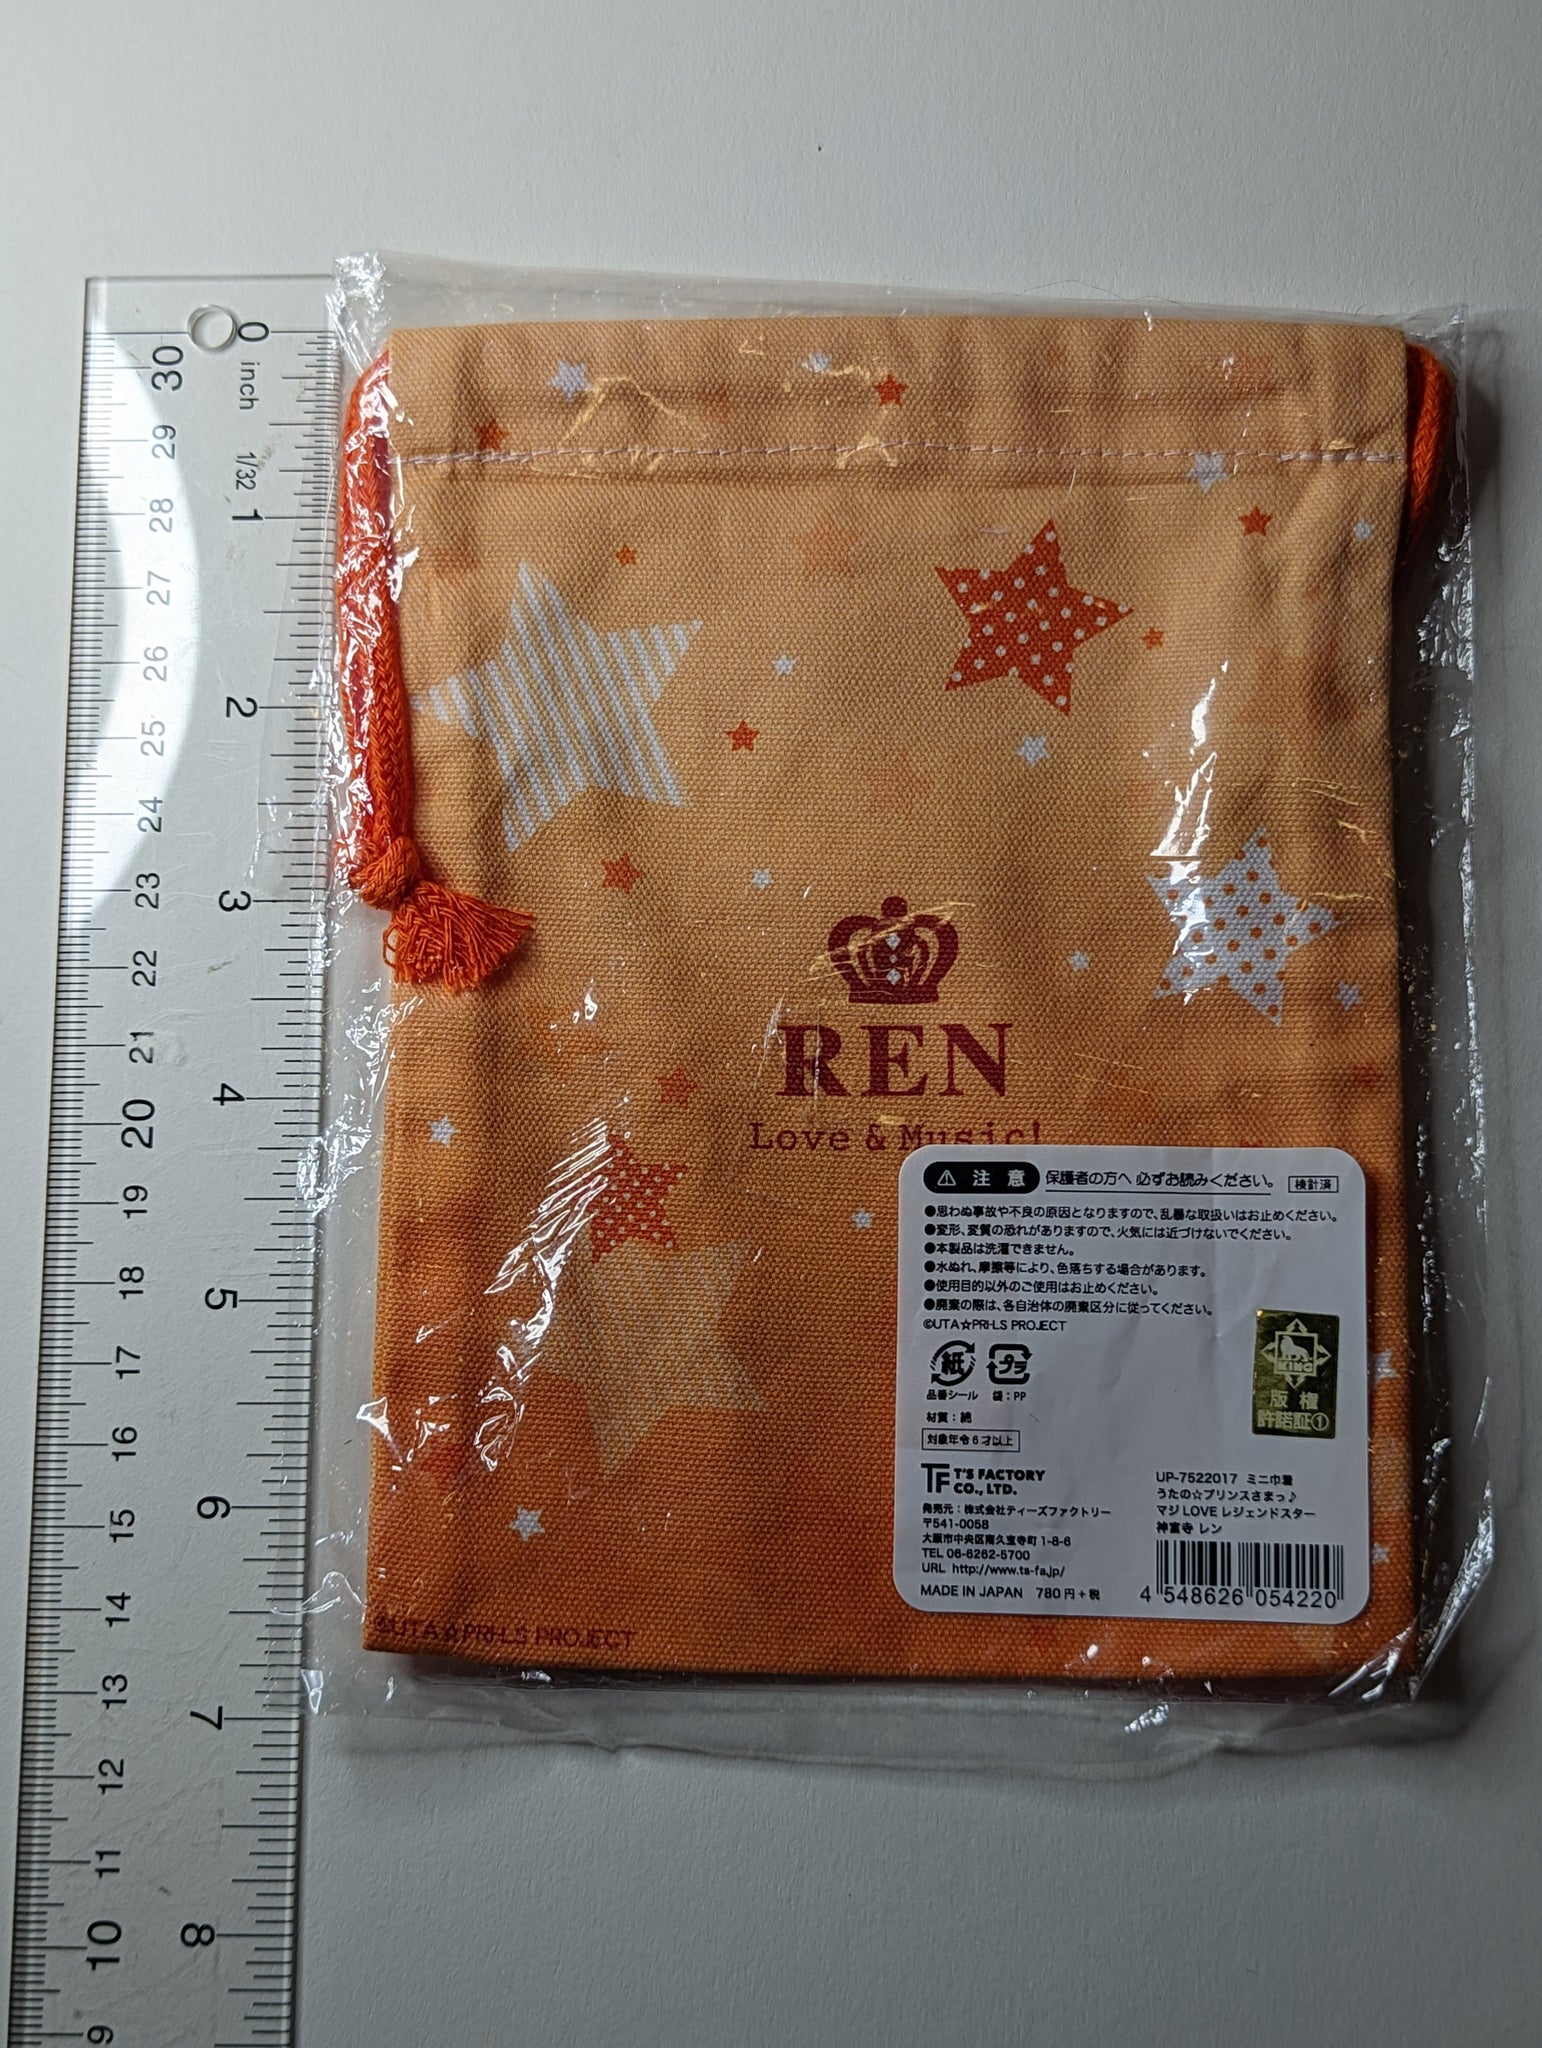 0
inch
1/32
1
2
3
4
5
6
7
8
30
29
28
27
26
25
24
23
22
21
20
19
18
17
16
15
14
13
12
11
10
9
REN
Love & Music!
注意 保護者の方へ 必ずお読みください。 検針済
●思わぬ事故や不良の原因となりますので、乱暴な取扱いはお止めください。
●変形、変質の恐れがありますので、火気には近づけないでください。
●本製品は洗濯できません。
●水ぬれ、摩擦等により、色落ちする場合があります。
●使用目的以外のご使用はお止めください。
●廃棄の際は、各自治体の廃棄区分に従ってください。
©UTA☆PRI-LS PROJECT
紙 プラ
品番シール 袋：PP
材質：綿
対象年令6才以上
KING
版権
許諾証①
TF T'S FACTORY
CO., LTD.
発売元：株式会社ティーズファクトリー
〒541-0058
大阪市中央区南久宝寺町1-8-6
TEL 06-6262-5700
URL http://www.ts-fa.jp/
MADE IN JAPAN 780円+税
UP-7522017 ミニ巾着
うたの☆プリンスさまっ♪
マジLOVEレジェンドスター
神宮寺 レン
4 548626 054220
©UTA☆PRI-LS PROJECT